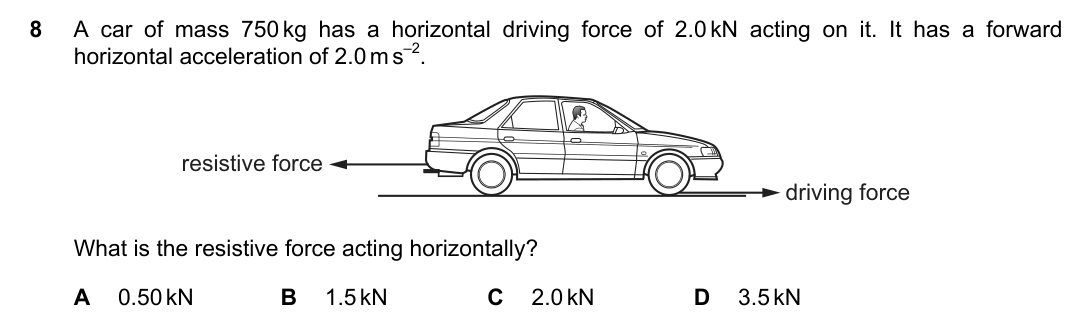 8 A car of mass 750 kg has a horizontal driving force of 2.0 kN acting on it. It has a forward
horizontal acceleration of 2.0 m s⁻².
resistive force
driving force
What is the resistive force acting horizontally?
A 0.50 kN B 1.5 kN C 2.0 kN D 3.5 kN